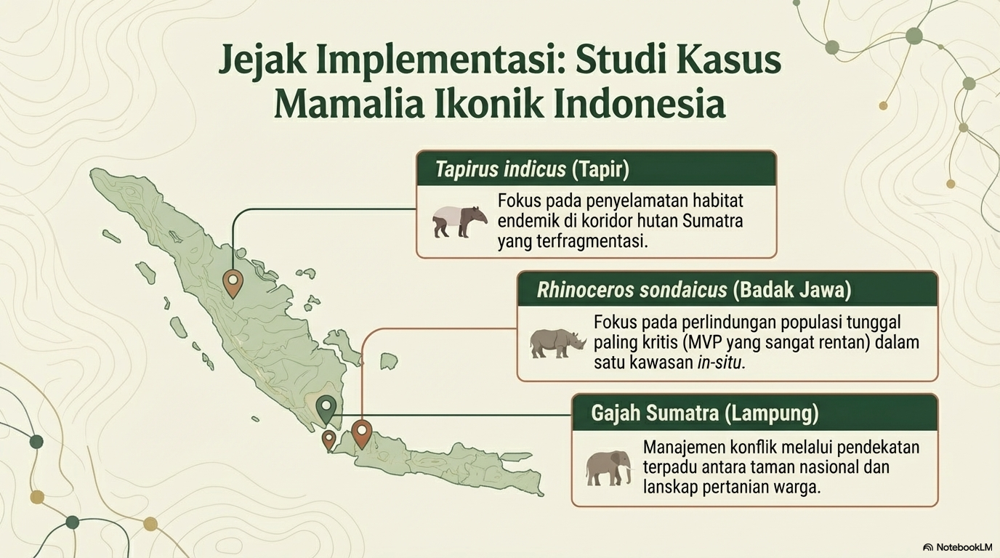 Jejak Implementasi: Studi Kasus
Mamalia Ikonik Indonesia
Tapirus indicus (Tapir)
Fokus pada penyelamatan habitat
endemik di koridor hutan Sumatra
yang terfragmentasi.
Rhinoceros sondaicus (Badak Jawa)
Fokus pada perlindungan populasi tunggal
paling kritis (MVP yang sangat rentan) dalam
satu kawasan in-situ.
Gajah Sumatra (Lampung)
Manajemen konflik melalui pendekatan
terpadu antara taman nasional dan
lanskap pertanian warga.
NotebookLM